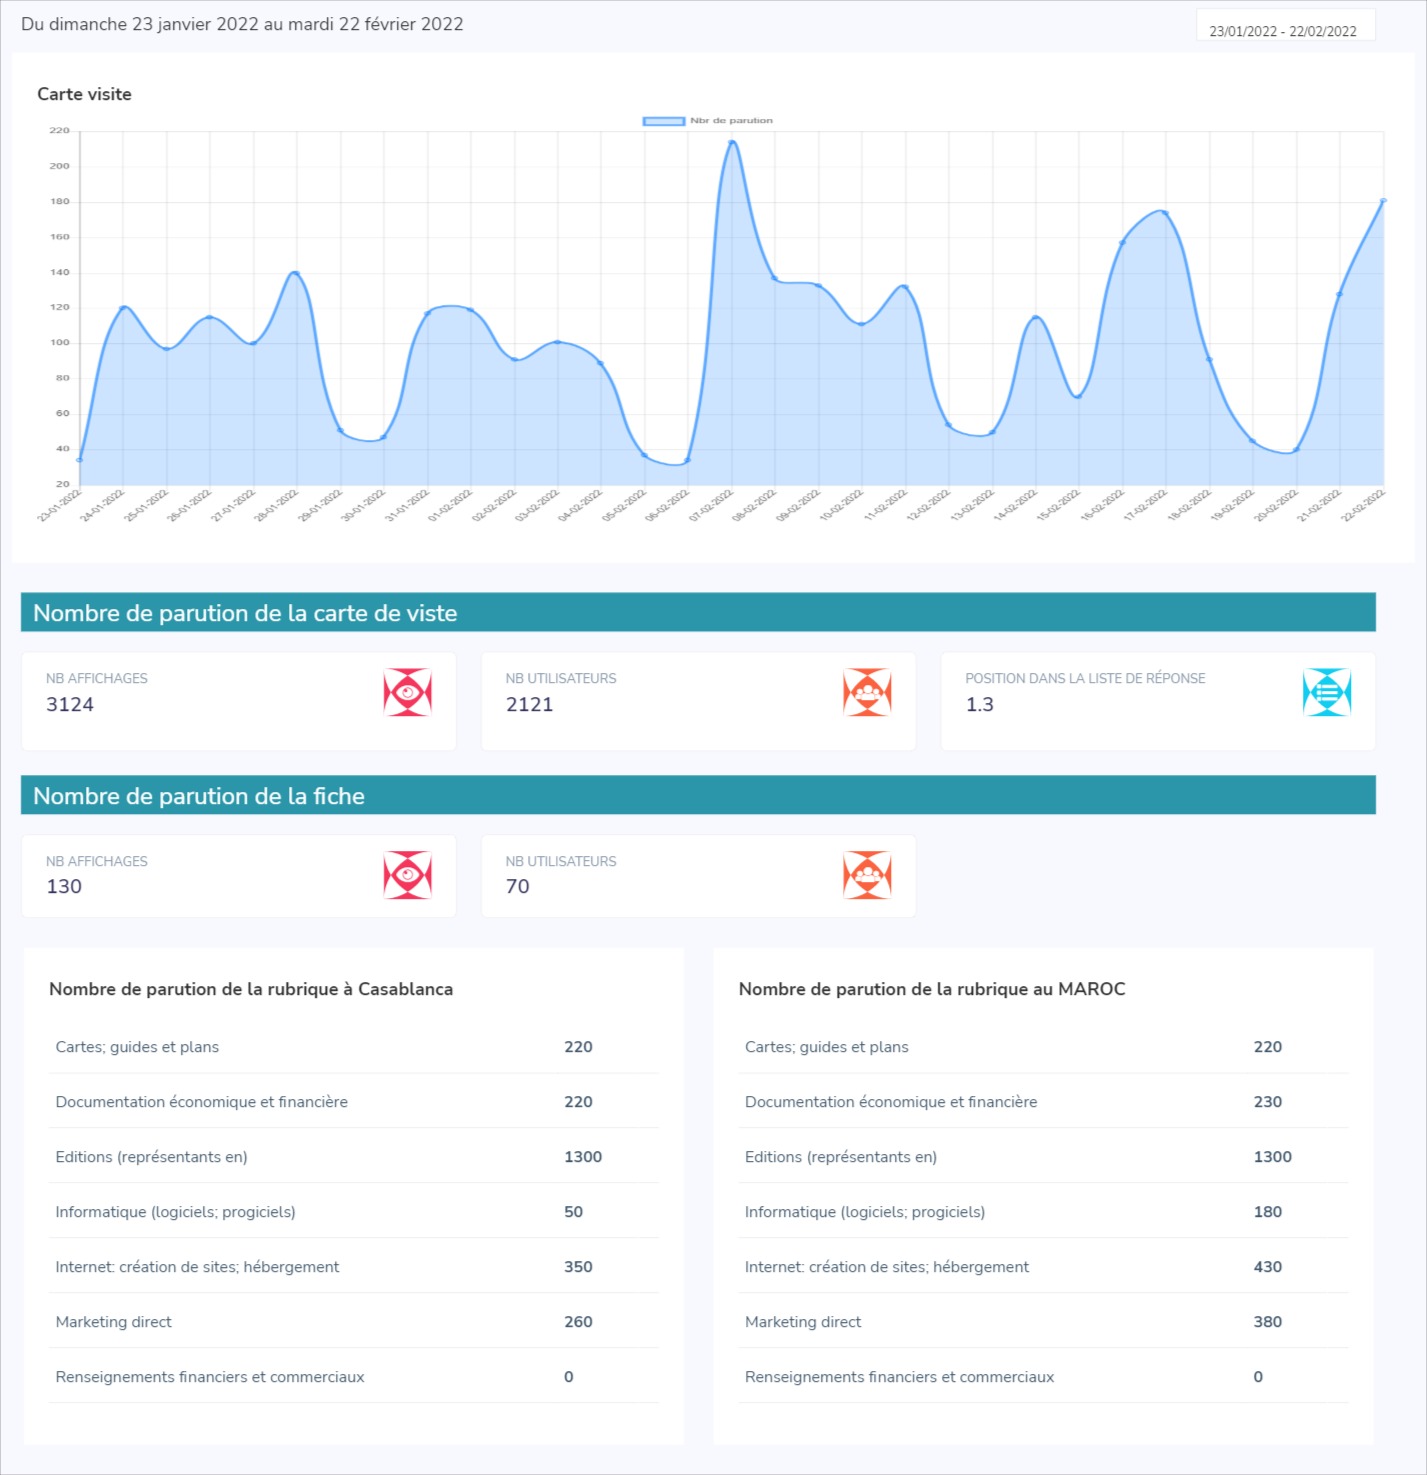 Du dimanche 23 janvier 2022 au mardi 22 février 2022
23/01/2022 - 22/02/2022
Carte visite
Nbr de parution
220
200
180
160
140
120
100
80
60
40
20
23-01-2022
24-01-2022
25-01-2022
26-01-2022
27-01-2022
28-01-2022
29-01-2022
30-01-2022
31-01-2022
01-02-2022
02-02-2022
03-02-2022
04-02-2022
05-02-2022
06-02-2022
07-02-2022
08-02-2022
09-02-2022
10-02-2022
11-02-2022
12-02-2022
13-02-2022
14-02-2022
15-02-2022
16-02-2022
17-02-2022
18-02-2022
19-02-2022
20-02-2022
21-02-2022
22-02-2022
Nombre de parution de la carte de viste
NB AFFICHAGES
3124
NB UTILISATEURS
2121
POSITION DANS LA LISTE DE RÉPONSE
1.3
Nombre de parution de la fiche
NB AFFICHAGES
130
NB UTILISATEURS
70
Nombre de parution de la rubrique à Casablanca
Cartes; guides et plans 220
Documentation économique et financière 220
Editions (représentants en) 1300
Informatique (logiciels; progiciels) 50
Internet: création de sites; hébergement 350
Marketing direct 260
Renseignements financiers et commerciaux 0
Nombre de parution de la rubrique au MAROC
Cartes; guides et plans 220
Documentation économique et financière 230
Editions (représentants en) 1300
Informatique (logiciels; progiciels) 180
Internet: création de sites; hébergement 430
Marketing direct 380
Renseignements financiers et commerciaux 0